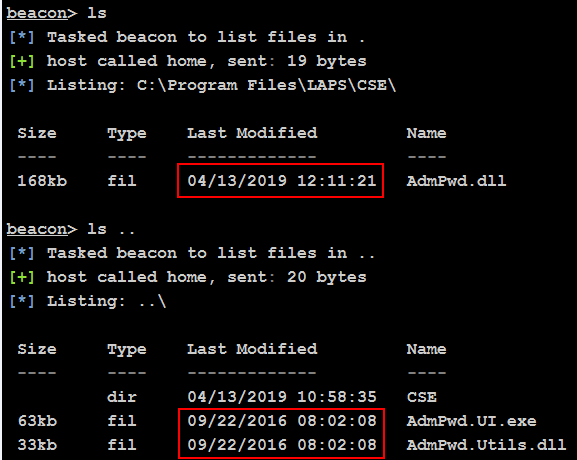 beacon> ls
[*] Tasked beacon to list files in .
[+] host called home, sent: 19 bytes
[*] Listing: C:\Program Files\LAPS\CSE\
Size Type Last Modified Name
---- ---- ------------- ----
168kb fil 04/13/2019 12:11:21 AdmPwd.dll
beacon> ls ..
[*] Tasked beacon to list files in ..
[+] host called home, sent: 20 bytes
[*] Listing: ..\
Size Type Last Modified Name
---- ---- ------------- ----
dir 04/13/2019 10:58:35 CSE
63kb fil 09/22/2016 08:02:08 AdmPwd.UI.exe
33kb fil 09/22/2016 08:02:08 AdmPwd.Utils.dll